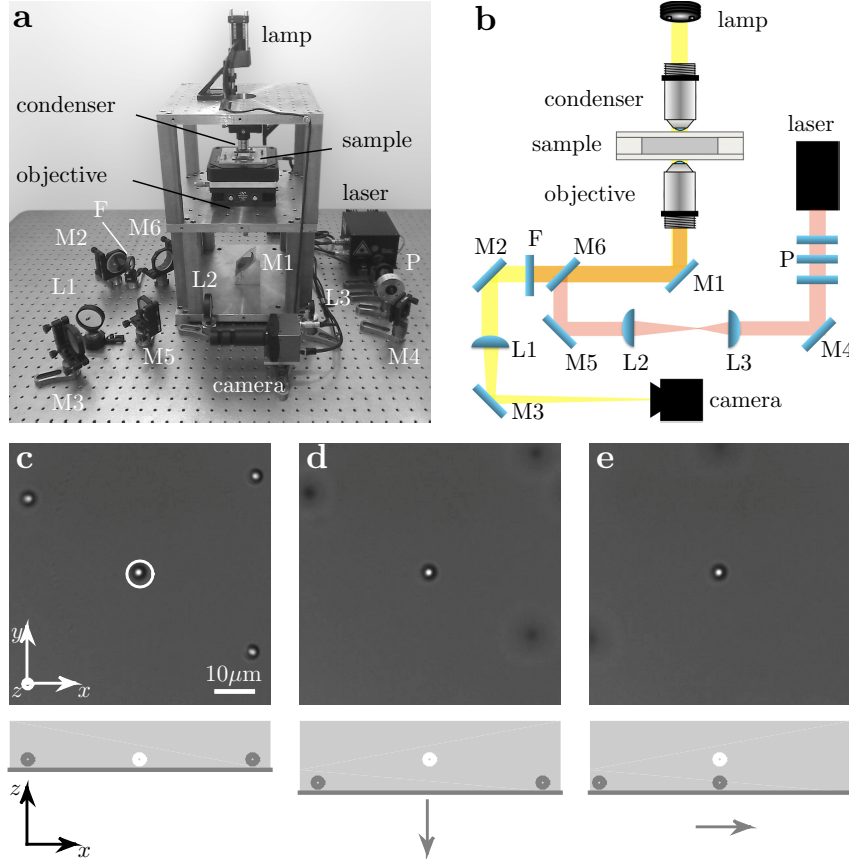 a
lamp
condenser
sample
objective
laser
F
M6
M2
L1
L2
M1
P
L3
M5
M4
camera
M3
b
lamp
condenser
laser
sample
objective
M2
F
M6
P
M1
L1
M5
L2
L3
M4
M3
camera
c
d
e
y
z
x
10μm
z
x